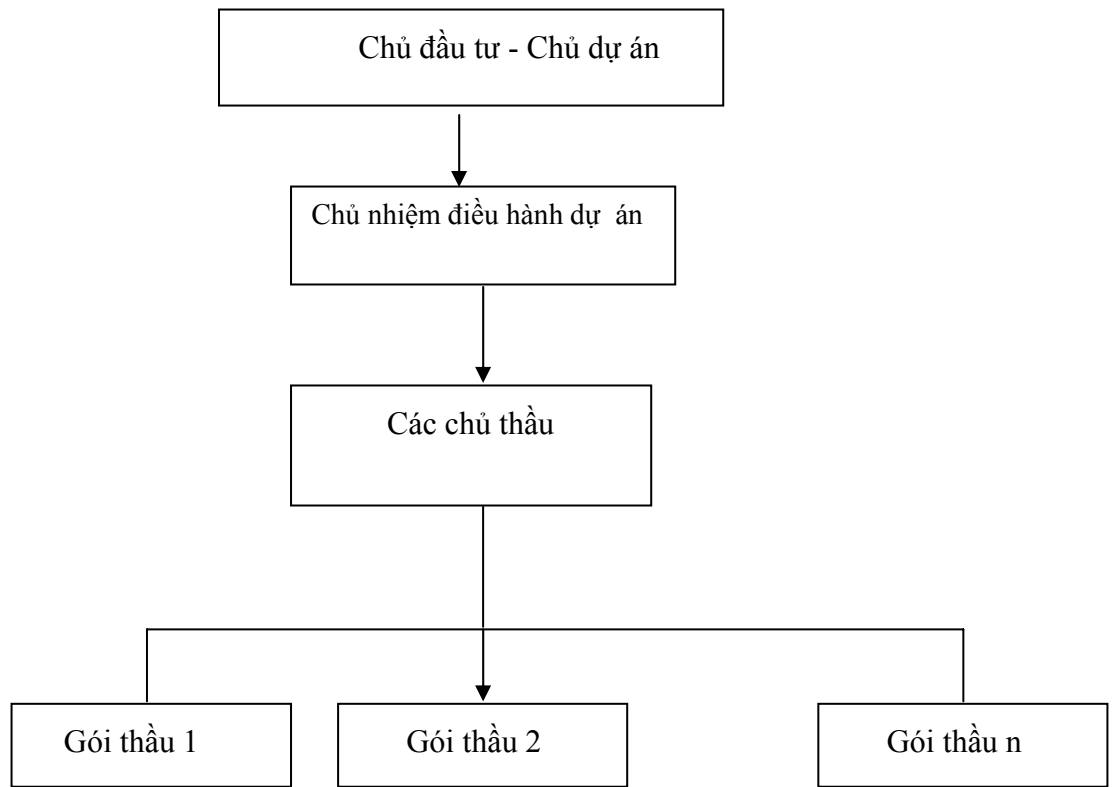 Chủ đầu tư - Chủ dự án
Chủ nhiệm điều hành dự án
Các chủ thầu
Gói thầu 1
Gói thầu 2
Gói thầu n